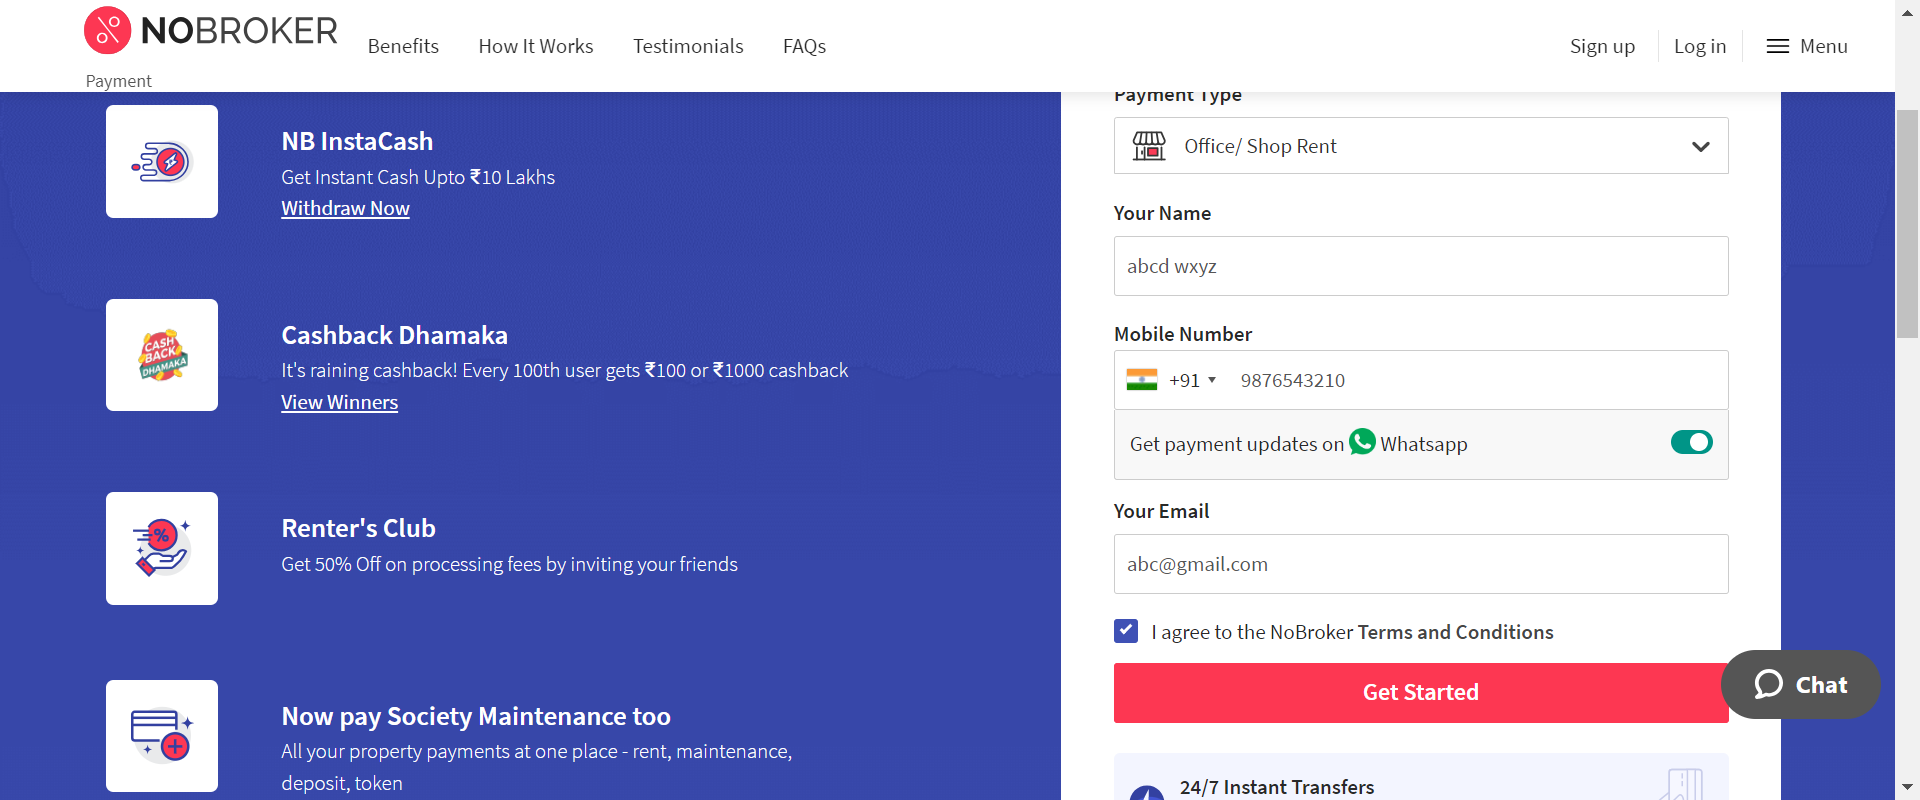 NOBROKER
Payment
Benefits
How It Works
Testimonials
FAQs
Sign up
Log in
Menu
NB InstaCash
Get Instant Cash Upto ₹10 Lakhs
Withdraw Now
CASH
BACK
DHAMAKA
Cashback Dhamaka
It's raining cashback! Every 100th user gets ₹100 or ₹1000 cashback
View Winners
%
Renter's Club
Get 50% Off on processing fees by inviting your friends
Now pay Society Maintenance too
All your property payments at one place - rent, maintenance,
deposit, token
Payment Type
Office/ Shop Rent
Your Name
abcd wxyz
Mobile Number
+91 9876543210
Get payment updates on Whatsapp
Your Email
abc@gmail.com
I agree to the NoBroker Terms and Conditions
Get Started
Chat
24/7 Instant Transfers